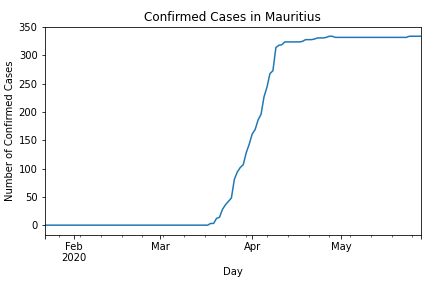 Confirmed Cases in Mauritius
350
300
250
200
150
100
50
0
Number of Confirmed Cases
Feb Mar Apr May
2020
Day